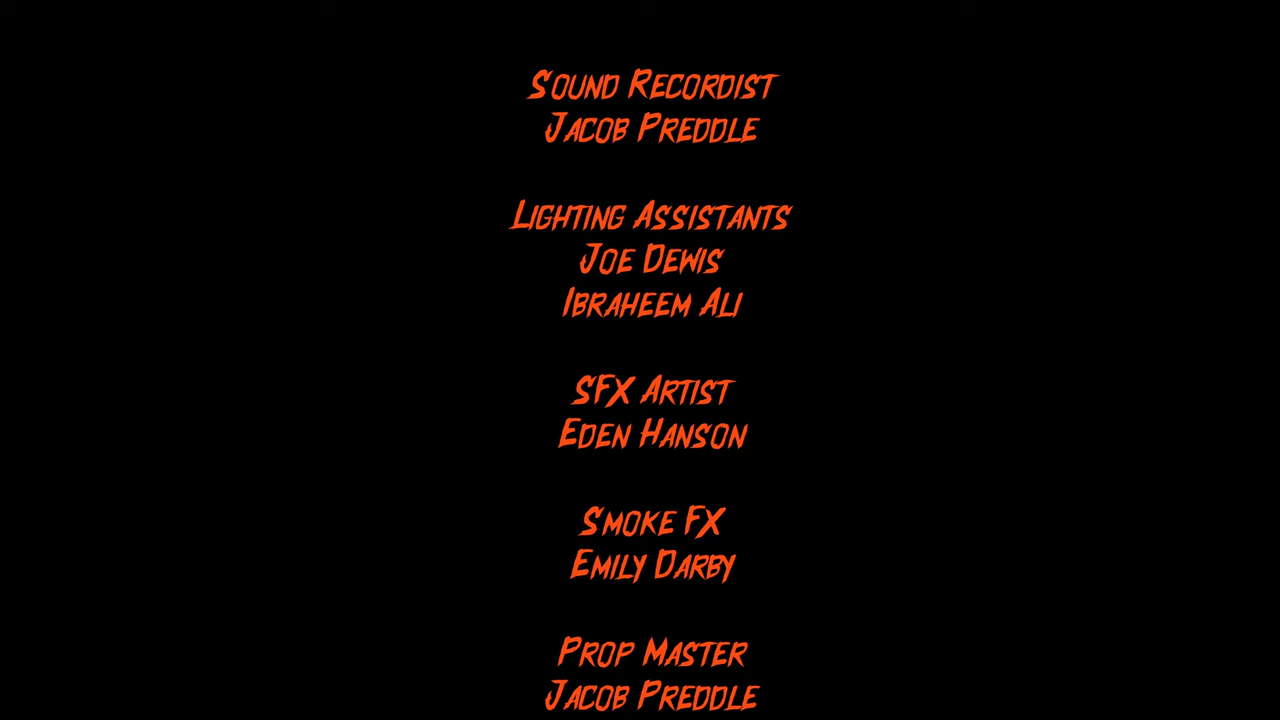 Sound Recordist
Jacob Preddle
Lighting Assistants
Joe Dewis
Ibraheem Ali
SFX Artist
Eden Hanson
Smoke FX
Emily Darby
Prop Master
Jacob Preddle